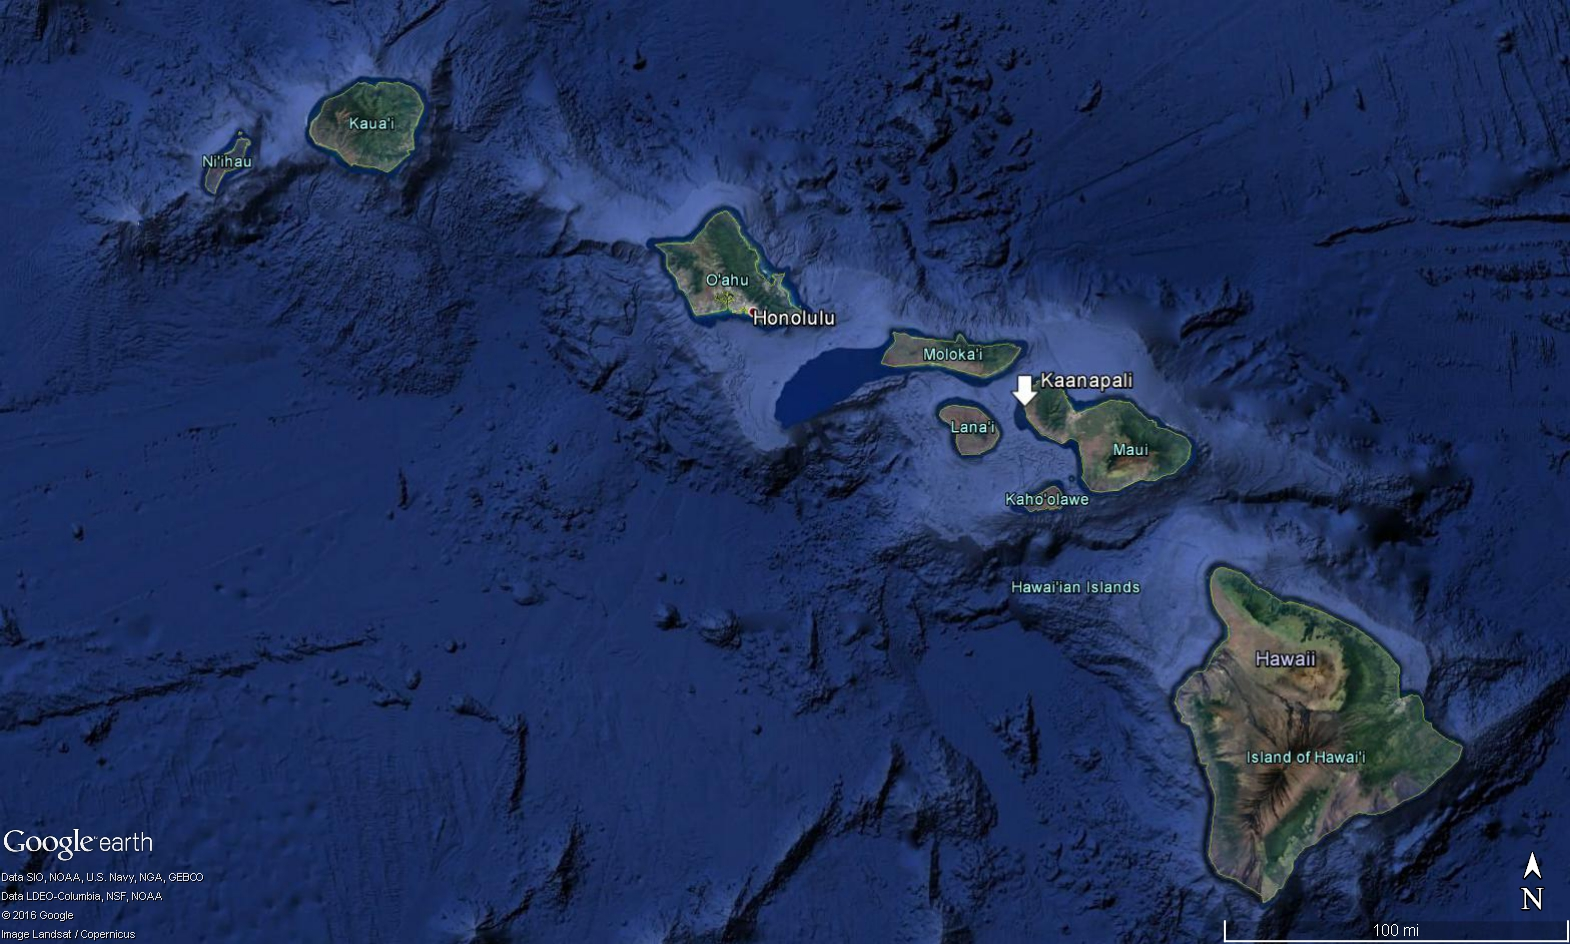 Kaua'i
Ni'ihau
O'ahu
Honolulu
Moloka'i
Kaanapali
Lana'i
Maui
Kaho'olawe
Hawai'ian Islands
Hawaii
Island of Hawai'i
Google earth
Data SIO, NOAA, U.S. Navy, NGA, GEBCO
Data LDEO-Columbia, NSF, NOAA
© 2016 Google
Image Landsat / Copernicus
N
100 mi